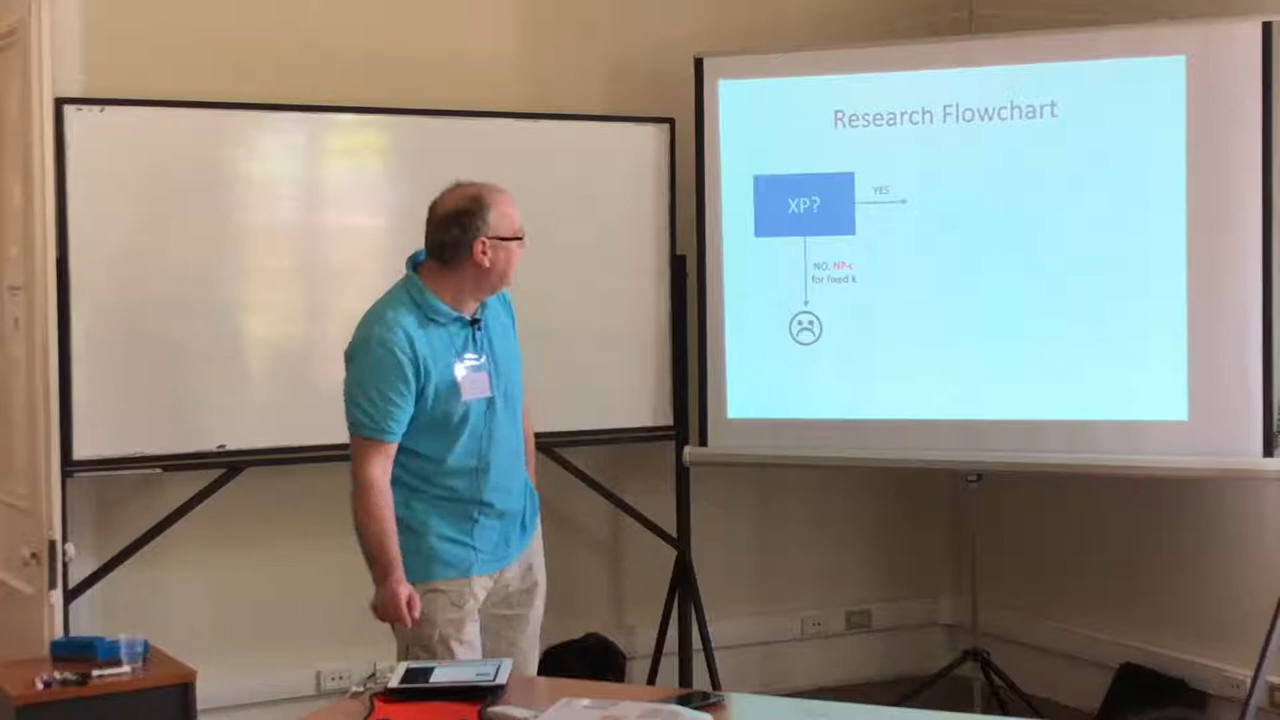 Research Flowchart
XP?
YES
NO, NP-c
for fixed k